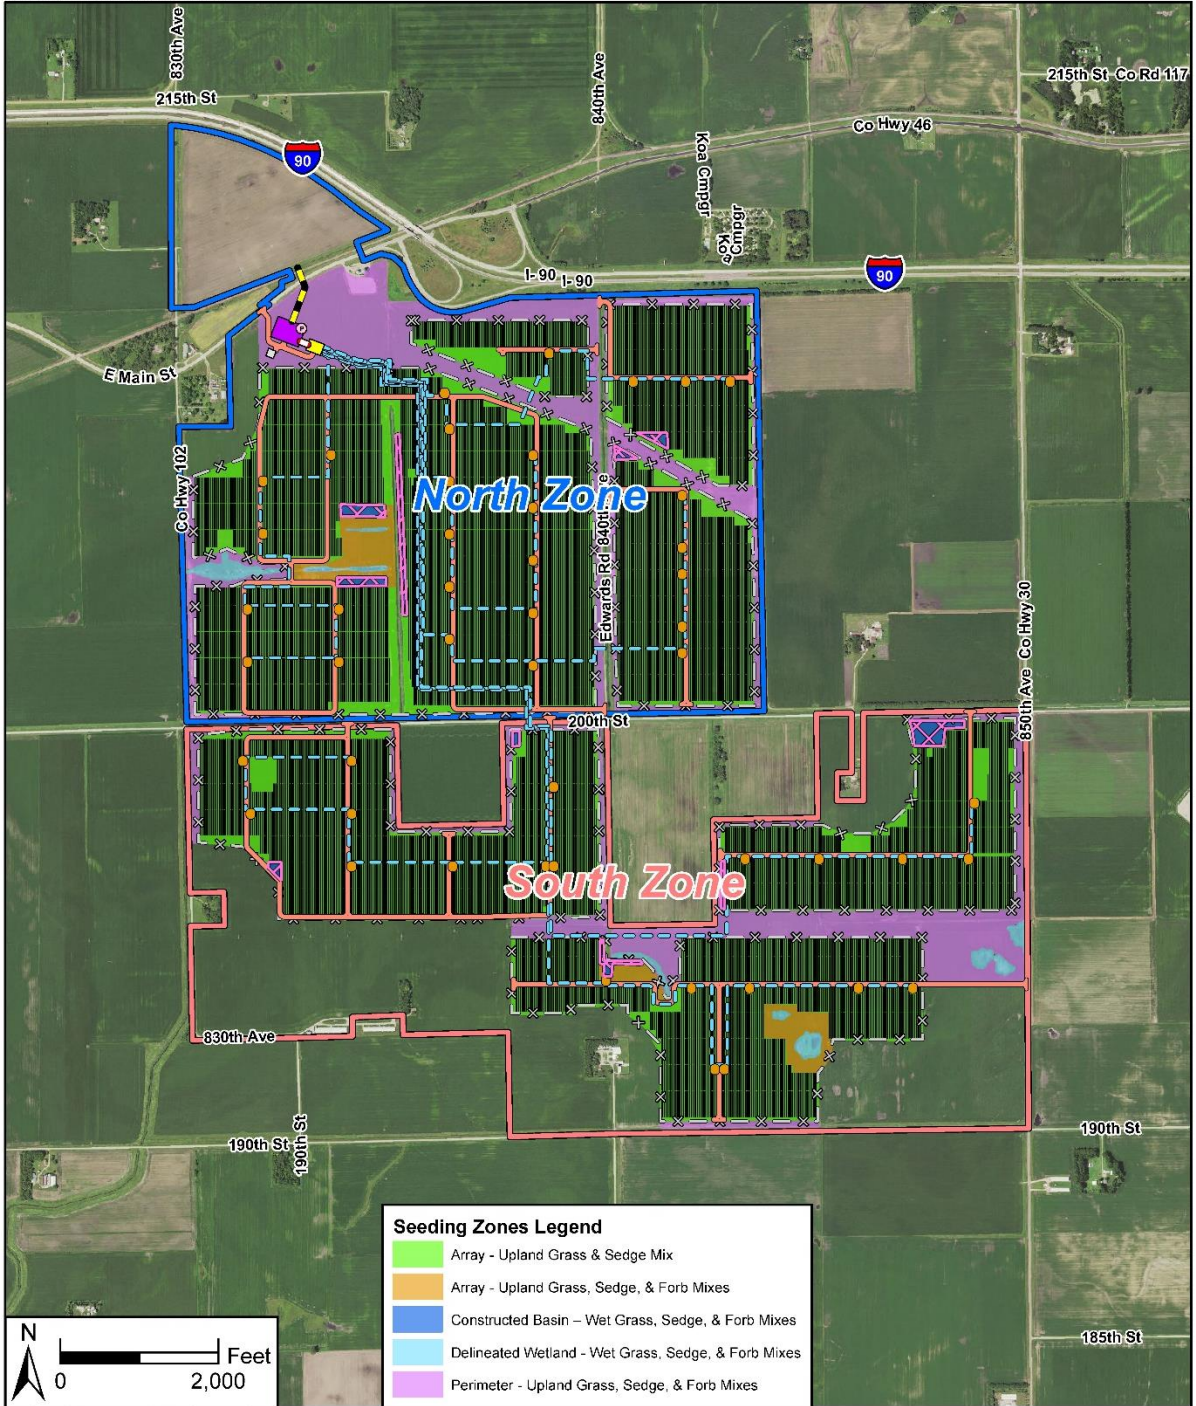 830th Ave
840th Ave
215th St
215th St Co Rd 117
Co Hwy 46
90
Koa Cmpgr
Koa Cmpgr
I-90
I-90
90
E Main St
Co Hwy 102
North Zone
Edwards Rd 840th
850th Ave Co Hwy 30
200th St
South Zone
830th Ave
190th St
190th St
190th St
185th St
Seeding Zones Legend
Array - Upland Grass & Sedge Mix
Array - Upland Grass, Sedge, & Forb Mixes
Constructed Basin – Wet Grass, Sedge, & Forb Mixes
Delineated Wetland - Wet Grass, Sedge, & Forb Mixes
Perimeter - Upland Grass, Sedge, & Forb Mixes
N
Feet
0 2,000